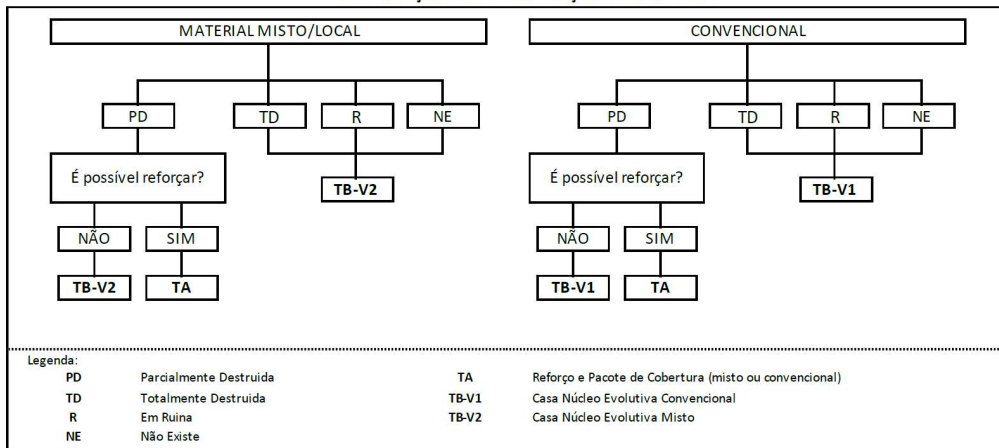 MATERIAL MISTO/LOCAL
PD TD R NE
É possível reforçar?
TB-V2
NÃO SIM
TB-V2 TA
CONVENCIONAL
PD TD R NE
É possível reforçar?
TB-V1
NÃO SIM
TB-V1 TA
Legenda:
PD Parcialmente Destruida
TD Totalmente Destruida
R Em Ruina
NE Não Existe
TA Reforço e Pacote de Cobertura (misto ou convencional)
TB-V1 Casa Núcleo Evolutiva Convencional
TB-V2 Casa Núcleo Evolutiva Misto